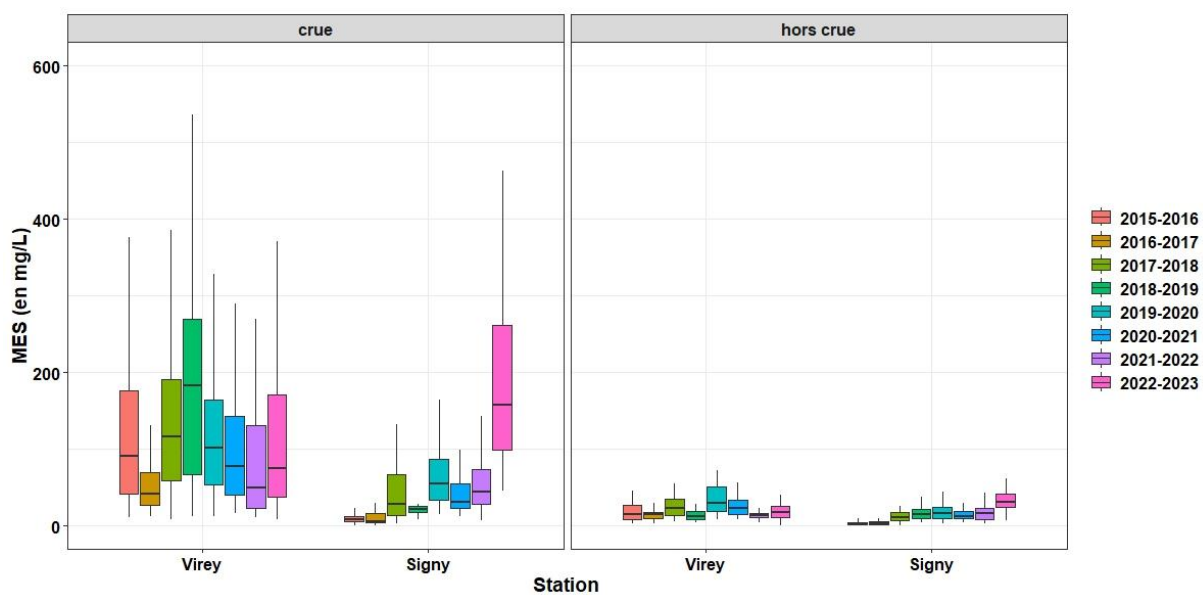 crue
hors crue
600
400
200
0
MES (en mg/L)
Virey
Signy
Virey
Signy
Station
2015-2016
2016-2017
2017-2018
2018-2019
2019-2020
2020-2021
2021-2022
2022-2023